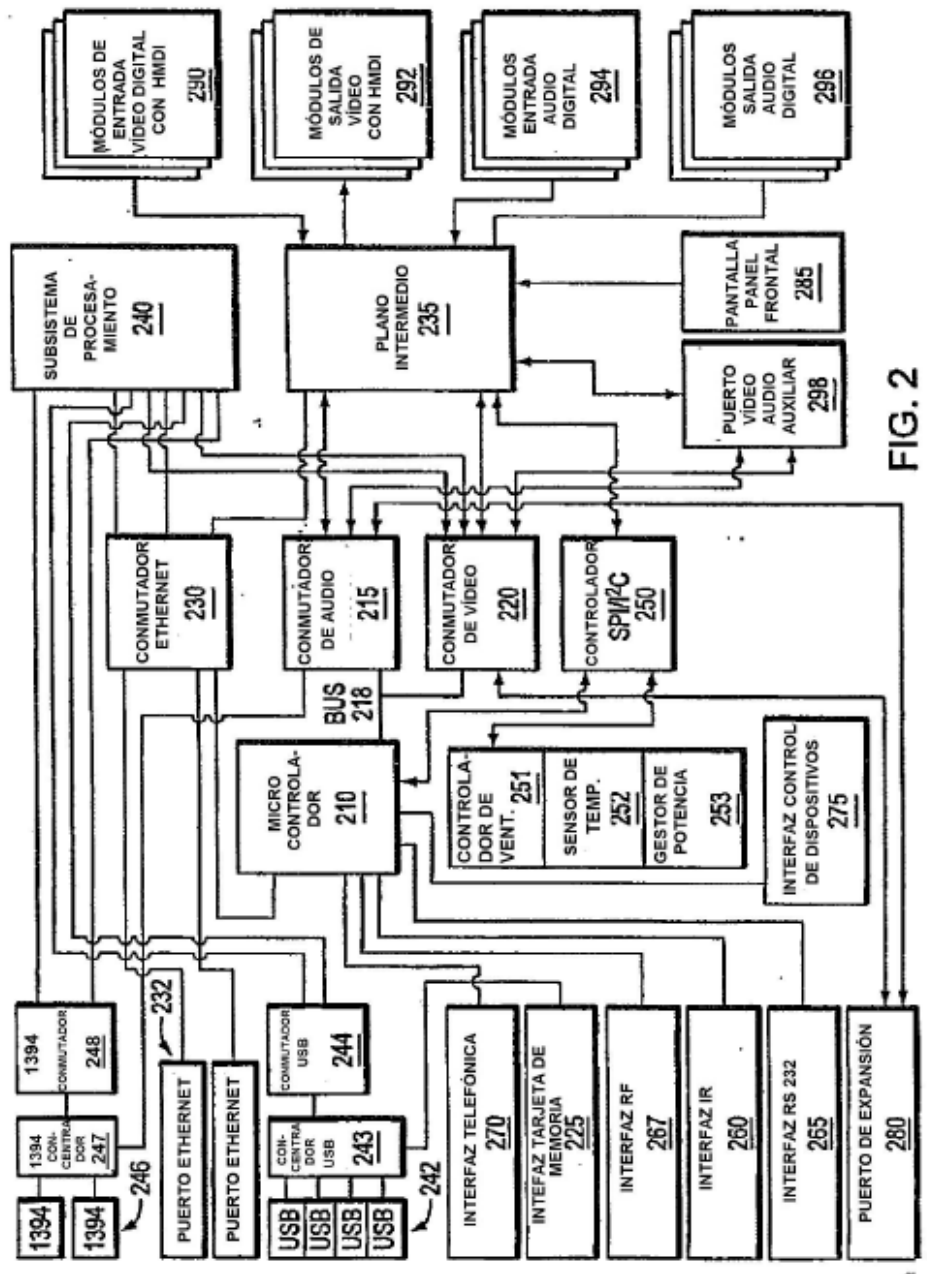 MÓDULOS DE
ENTRADA
VÍDEO DIGITAL
CON HMDI
290
MÓDULOS DE
SALIDA
VÍDEO
CON HMDI
292
MÓDULOS
ENTRADA
AUDIO
DIGITAL
294
MÓDULOS
SALIDA
AUDIO
DIGITAL
296
SUBSISTEMA
DE
PROCESA-
MIENTO
240
PLANO
INTERMEDIO
235
PANTALLA
PANEL
FRONTAL
285
PUERTO
VÍDEO
AUDIO
AUXILIAR
298
CONMUTADOR
ETHERNET
230
CONMUTADOR
DE AUDIO
215
CONMUTADOR
DE VÍDEO
220
CONTROLADOR
SPI/I²C
250
BUS
218
MICRO
CONTROLA-
DOR
210
CONTROLA-
DOR DE
VENT. 251
SENSOR DE
TEMP.
252
GESTOR DE
POTENCIA
253
INTERFAZ CONTROL
DE DISPOSITIVOS
275
1394
CONMUTADOR
248
1394
CON-
CENTRA
DOR
247
1394
1394
246
232
PUERTO ETHERNET
PUERTO ETHERNET
CONMUTADOR
USB
244
CON-
CENTRA
DOR
USB
243
USB
USB
USB
USB
242
INTERFAZ TELEFÓNICA
270
INTEFAZ TARJETA DE
MEMORIA
225
INTERFAZ RF
267
INTERFAZ IR
260
INTERFAZ RS 232
265
PUERTO DE EXPANSIÓN
280
FIG. 2